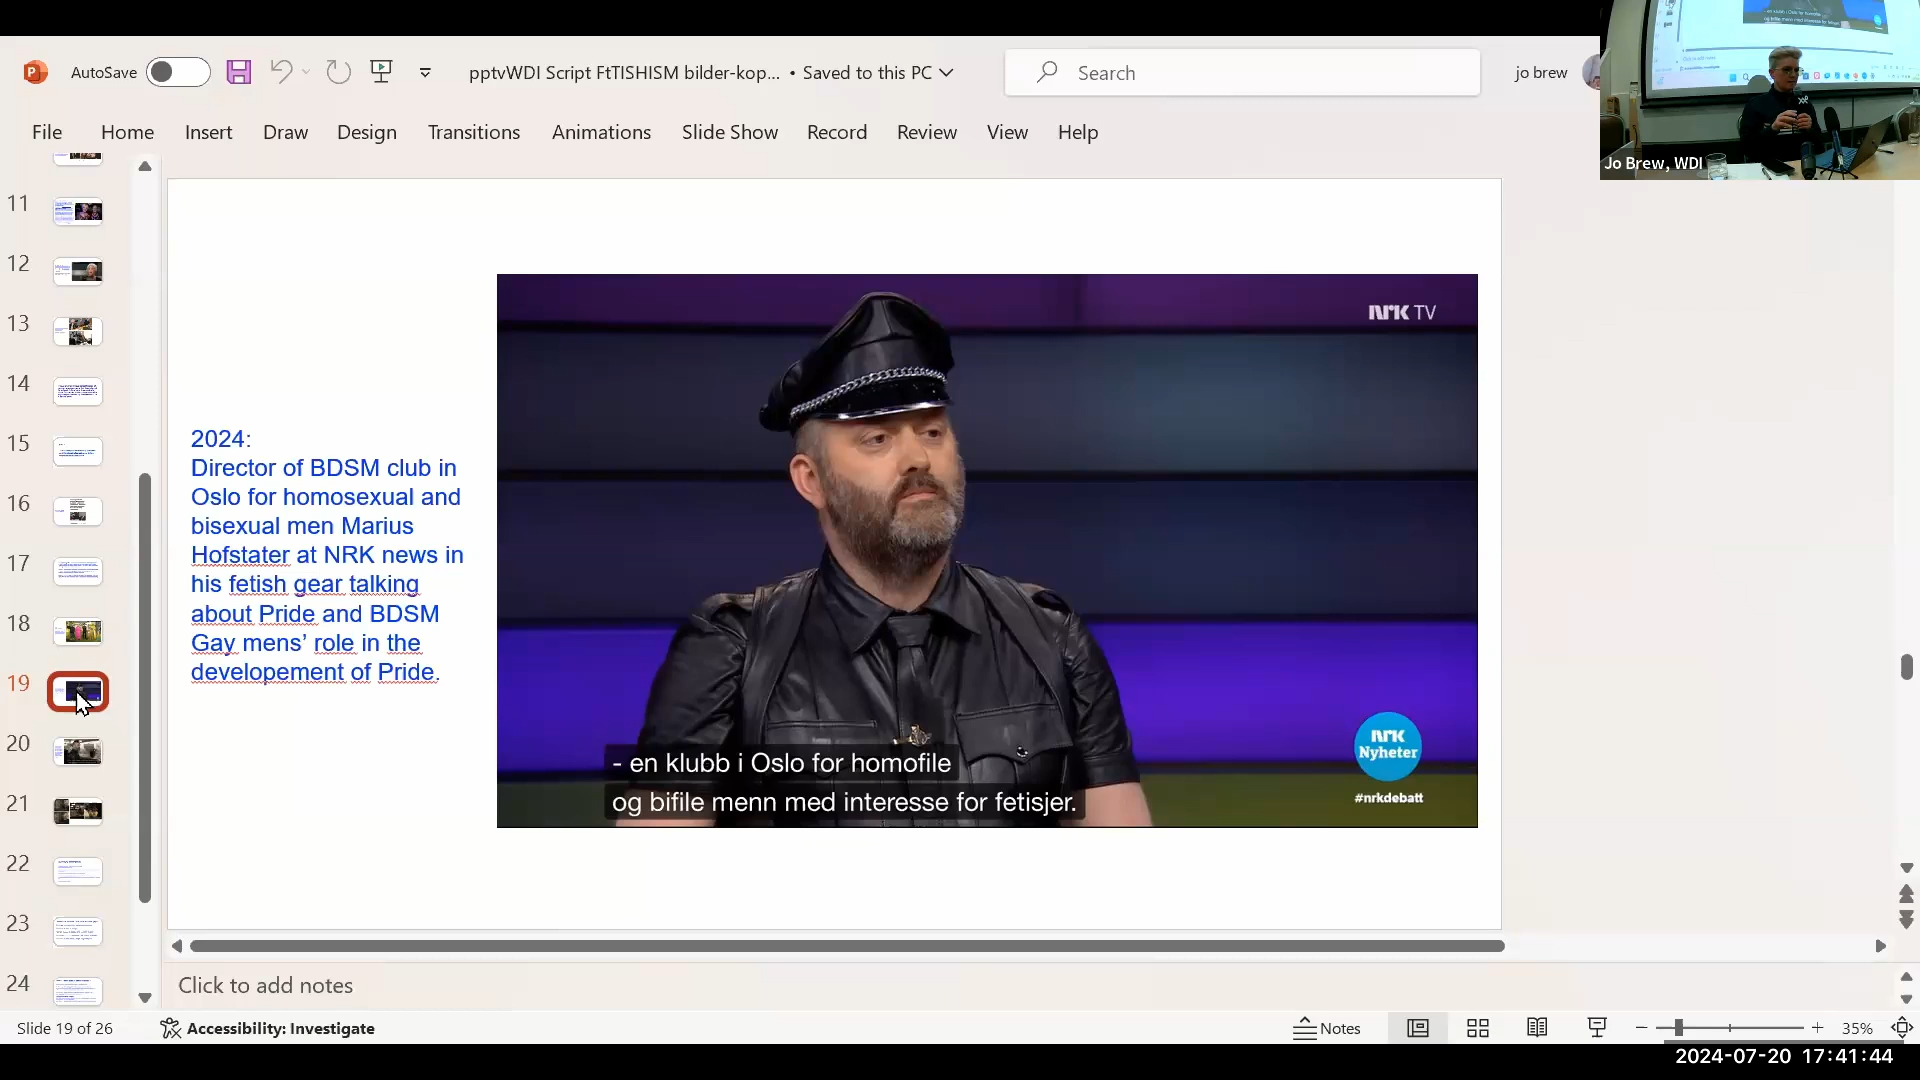 AutoSave
pptvWDI Script FtTISHISM bilder-kop... • Saved to this PC
Search
jo brew
File Home Insert Draw Design Transitions Animations Slide Show Record Review View Help
Jo Brew, WDI
11
12
13
14
15
16
17
18
19
20
21
22
23
24
2024:
Director of BDSM club in
Oslo for homosexual and
bisexual men Marius
Hofstater at NRK news in
his fetish gear talking
about Pride and BDSM
Gay mens’ role in the
developement of Pride.
NRK TV
- en klubb i Oslo for homofile
og bifile menn med interesse for fetisjer.
NRK
Nyheter
#nrkdebatt
Click to add notes
Slide 19 of 26
Accessibility: Investigate
Notes
35%
2024-07-20 17:41:44